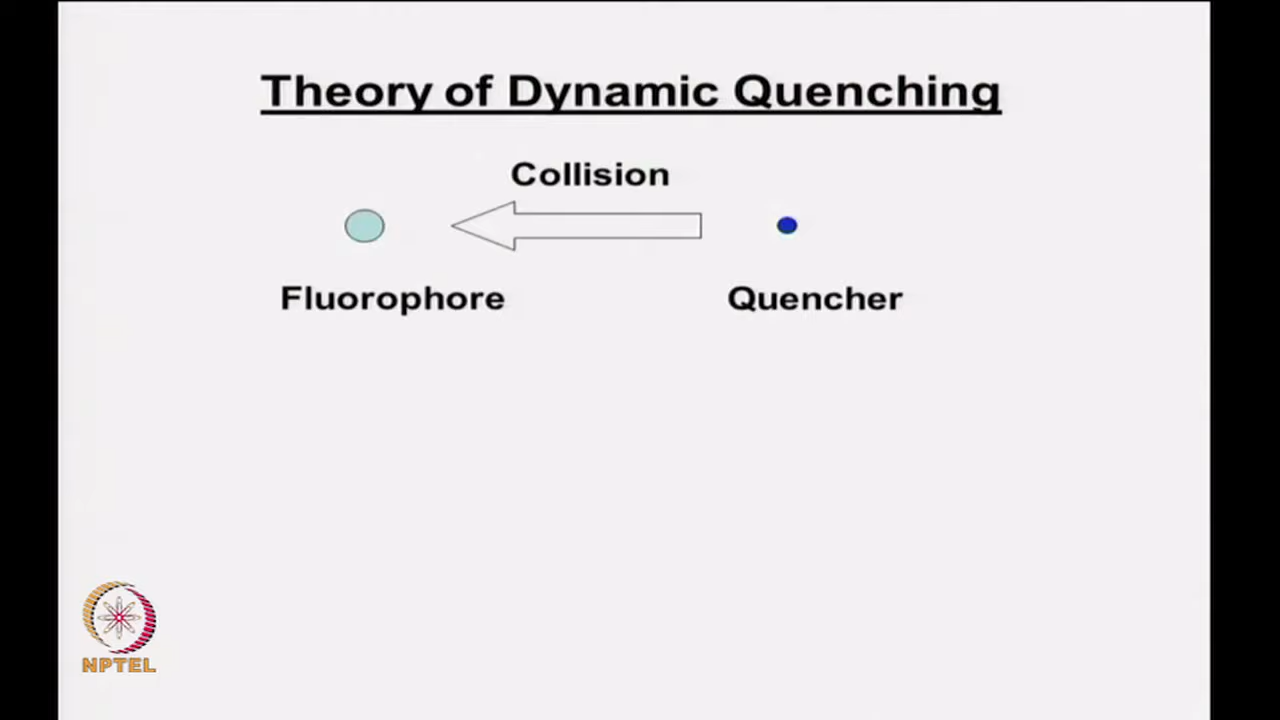 Theory of Dynamic Quenching
Collision
Fluorophore
Quencher
NPTEL